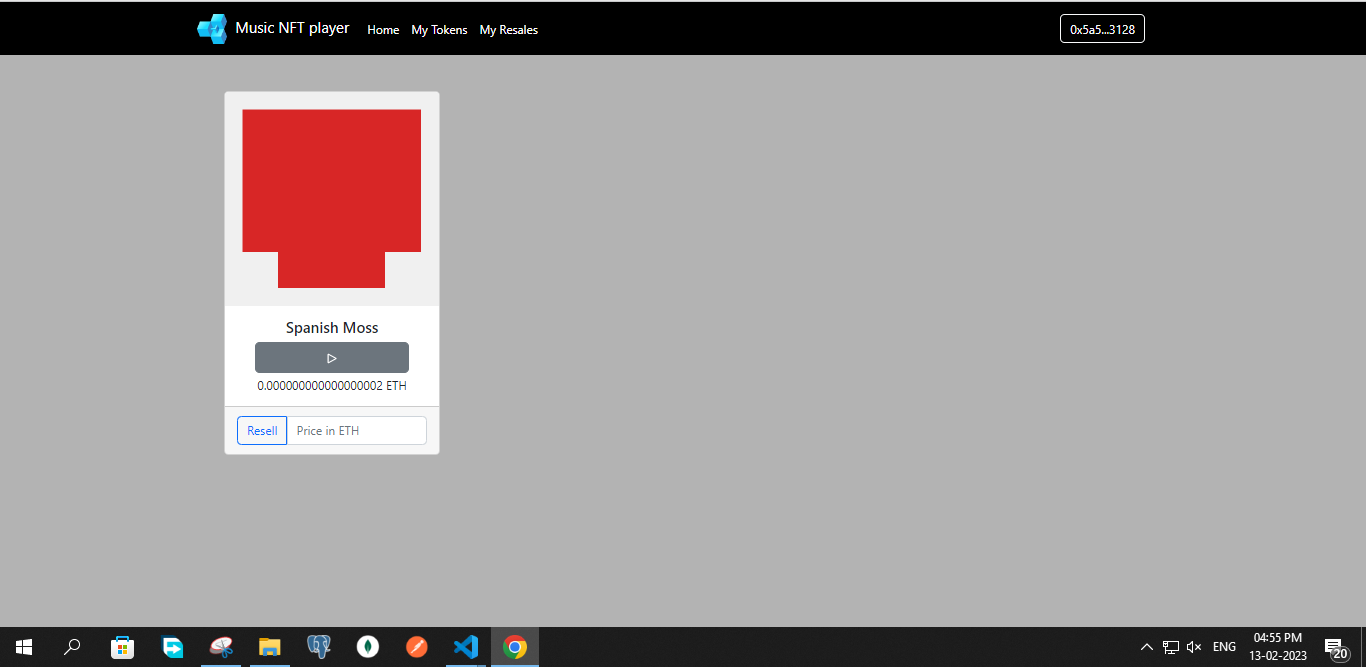 Music NFT player Home My Tokens My Resales 0x5a5...3128
Spanish Moss
0.000000000000000002 ETH
Resell Price in ETH
ENG
04:55 PM
13-02-2023
20